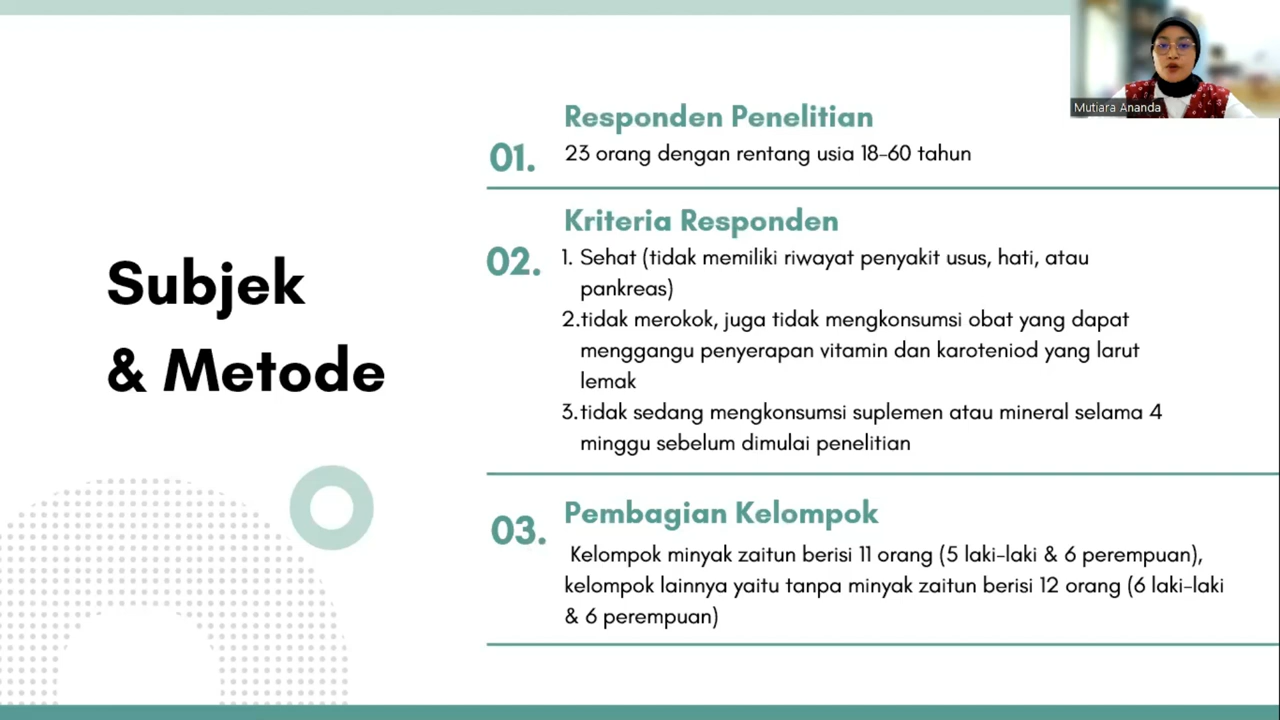 Mutiara Ananda
Subjek
& Metode
01.
Responden Penelitian
23 orang dengan rentang usia 18-60 tahun
02.
Kriteria Responden
1. Sehat (tidak memiliki riwayat penyakit usus, hati, atau
pankreas)
2.tidak merokok, juga tidak mengkonsumsi obat yang dapat
menggangu penyerapan vitamin dan karoteniod yang larut
lemak
3.tidak sedang mengkonsumsi suplemen atau mineral selama 4
minggu sebelum dimulai penelitian
03.
Pembagian Kelompok
Kelompok minyak zaitun berisi 11 orang (5 laki-laki & 6 perempuan),
kelompok lainnya yaitu tanpa minyak zaitun berisi 12 orang (6 laki-laki
& 6 perempuan)